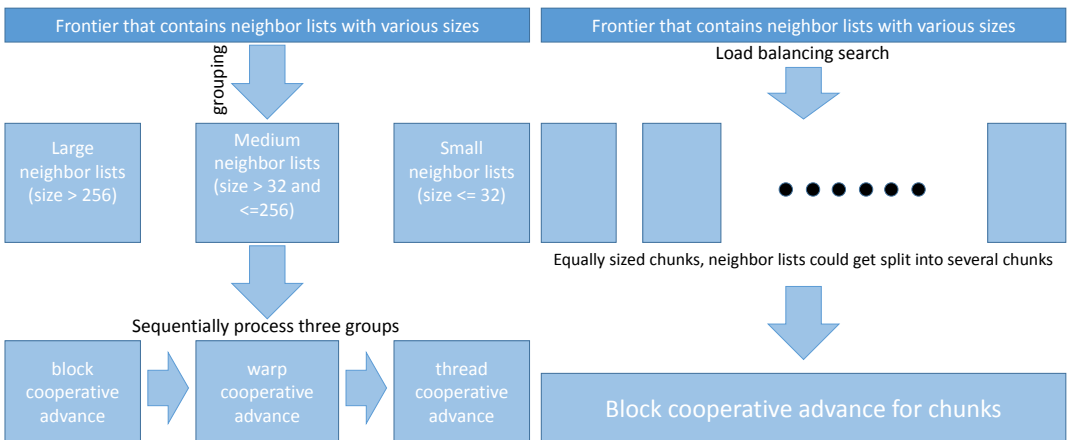 Frontier that contains neighbor lists with various sizes
grouping
Large
neighbor lists
(size > 256)
Medium
neighbor lists
(size > 32 and
<=256)
Small
neighbor lists
(size <= 32)
Sequentially process three groups
block
cooperative
advance
warp
cooperative
advance
thread
cooperative
advance
Frontier that contains neighbor lists with various sizes
Load balancing search
Equally sized chunks, neighbor lists could get split into several chunks
Block cooperative advance for chunks